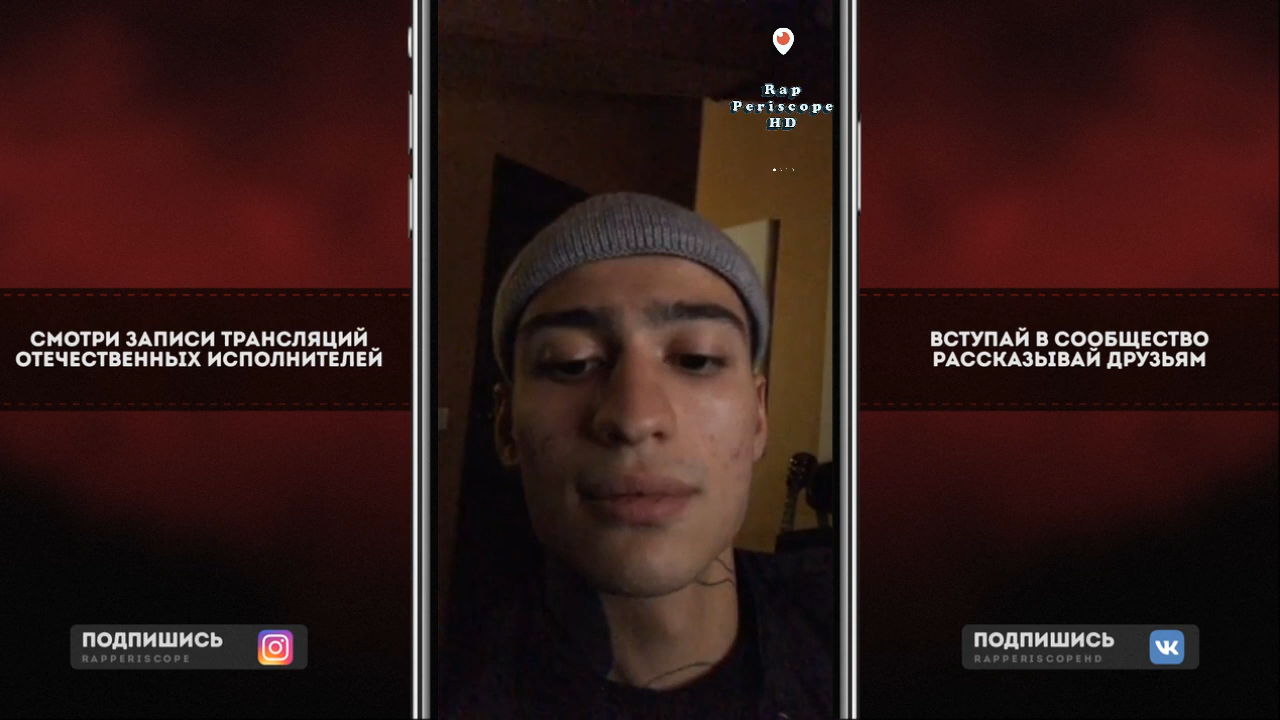 Rap
Periscope
HD
СМОТРИ ЗАПИСИ ТРАНСЛЯЦИЙ
ОТЕЧЕСТВЕННЫХ ИСПОЛНИТЕЛЕЙ
ВСТУПАЙ В СООБЩЕСТВО
РАССКАЗЫВАЙ ДРУЗЬЯМ
ПОДПИШИСЬ
RAPPERISCOPE
ПОДПИШИСЬ
RAPPERISCOPEHD